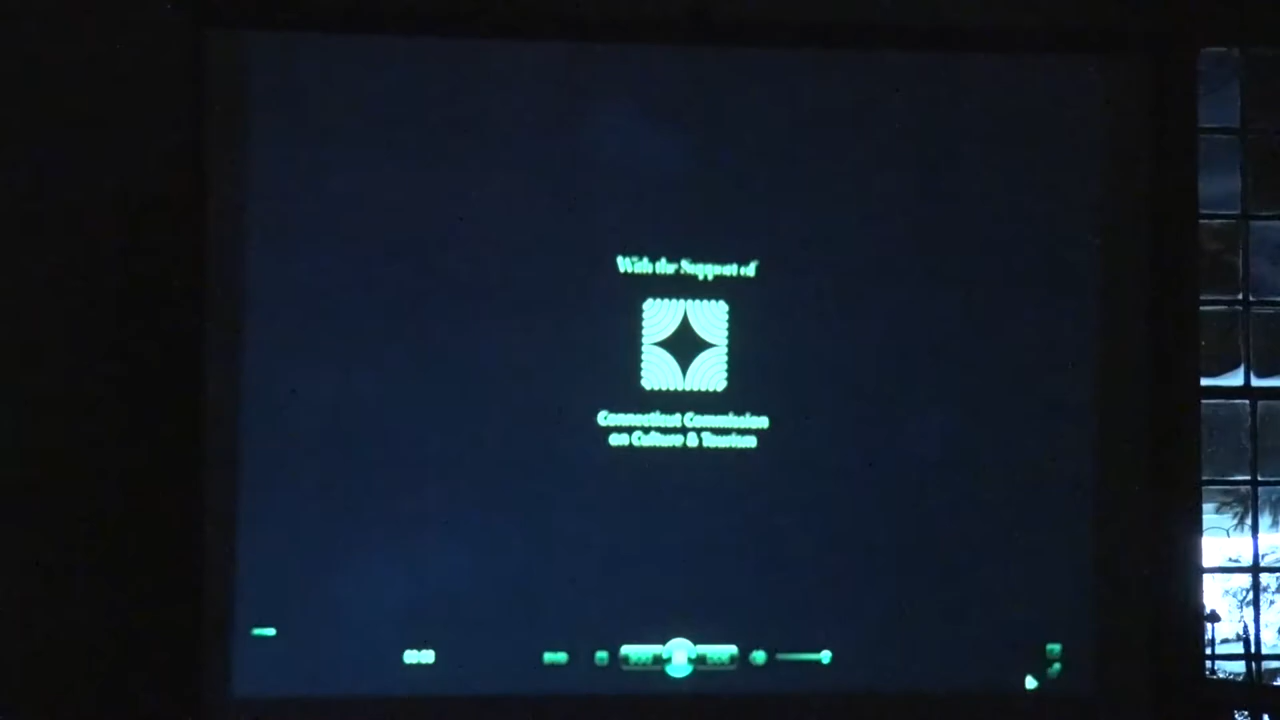 With the Support of
Connecticut Commission
on Culture & Tourism